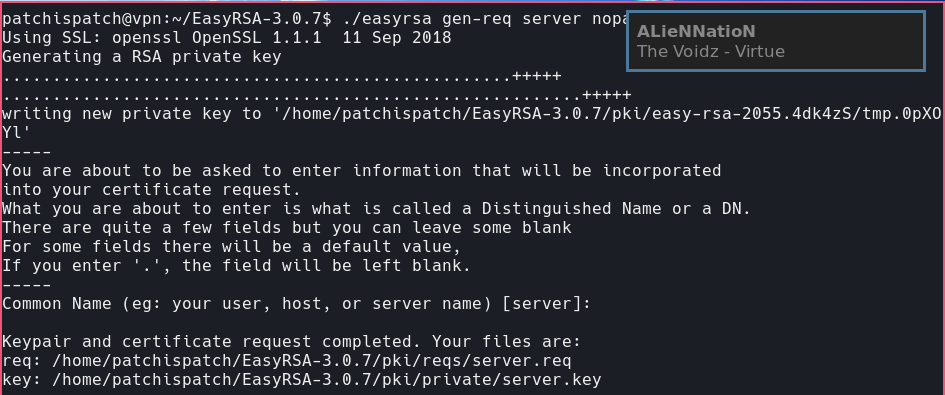 patchispatch@vpn:~/EasyRSA-3.0.7$ ./easyrsa gen-req server nopa
ALieNNatioN
The Voidz - Virtue
Using SSL: openssl OpenSSL 1.1.1  11 Sep 2018
Generating a RSA private key
...................................................+++++
..........................................................+++++
writing new private key to '/home/patchispatch/EasyRSA-3.0.7/pki/easy-rsa-2055.4dk4zS/tmp.0pXO
Yl'
-----
You are about to be asked to enter information that will be incorporated
into your certificate request.
What you are about to enter is what is called a Distinguished Name or a DN.
There are quite a few fields but you can leave some blank
For some fields there will be a default value,
If you enter '.', the field will be left blank.
-----
Common Name (eg: your user, host, or server name) [server]:
Keypair and certificate request completed. Your files are:
req: /home/patchispatch/EasyRSA-3.0.7/pki/reqs/server.req
key: /home/patchispatch/EasyRSA-3.0.7/pki/private/server.key